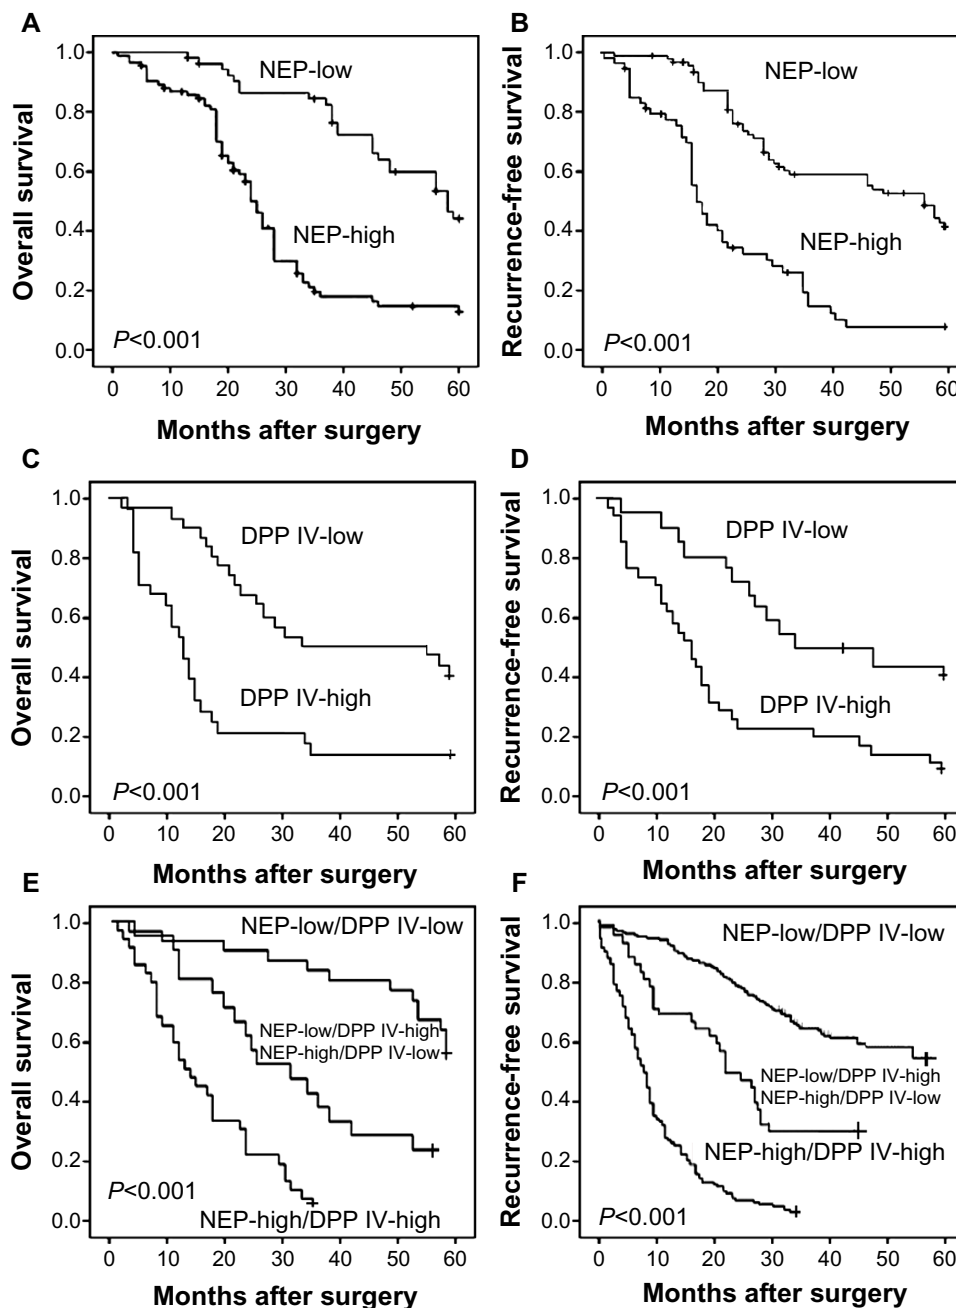 A
Overall survival
1.0
0.8
0.6
0.4
0.2
0.0
NEP-low
NEP-high
P<0.001
0 10 20 30 40 50 60
Months after surgery
B
Recurrence-free survival
1.0
0.8
0.6
0.4
0.2
0.0
NEP-low
NEP-high
P<0.001
0 10 20 30 40 50 60
Months after surgery
C
Overall survival
1.0
0.8
0.6
0.4
0.2
0.0
DPP IV-low
DPP IV-high
P<0.001
0 10 20 30 40 50 60
Months after surgery
D
Recurrence-free survival
1.0
0.8
0.6
0.4
0.2
0.0
DPP IV-low
DPP IV-high
P<0.001
0 10 20 30 40 50 60
Months after surgery
E
Overall survival
1.0
0.8
0.6
0.4
0.2
0.0
NEP-low/DPP IV-low
NEP-low/DPP IV-high
NEP-high/DPP IV-low
P<0.001
NEP-high/DPP IV-high
0 10 20 30 40 50 60
Months after surgery
F
Recurrence-free survival
1.0
0.8
0.6
0.4
0.2
0.0
NEP-low/DPP IV-low
NEP-low/DPP IV-high
NEP-high/DPP IV-low
NEP-high/DPP IV-high
P<0.001
0 10 20 30 40 50 60
Months after surgery